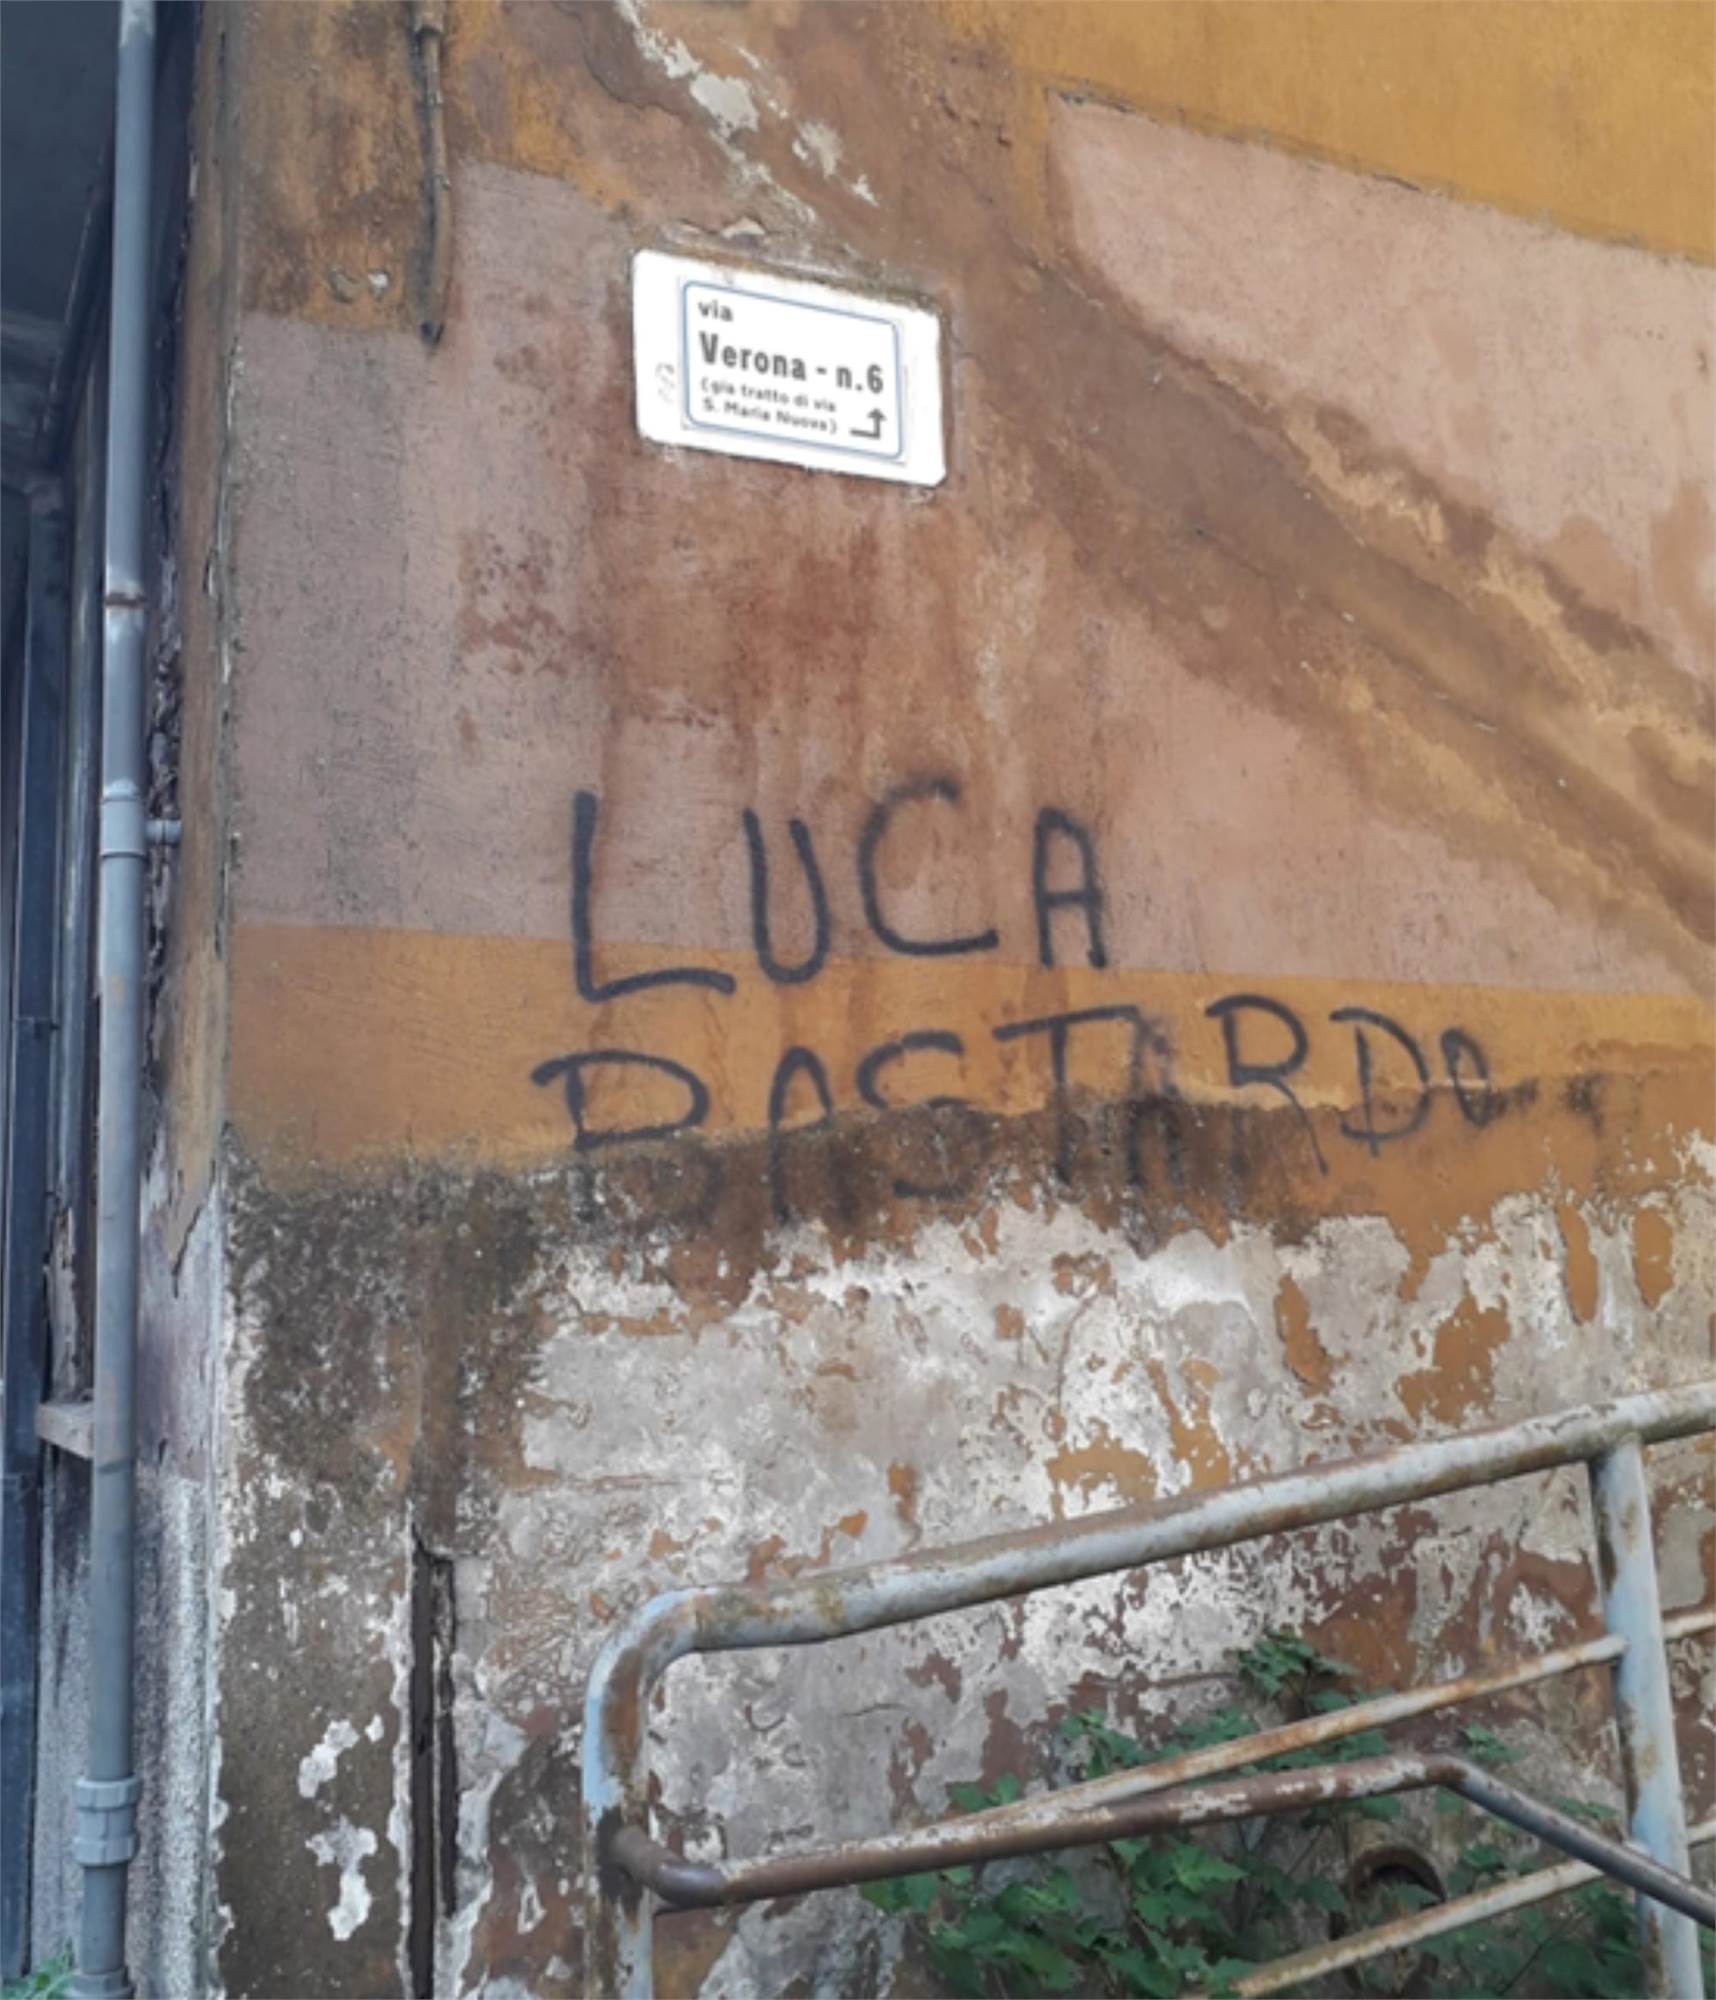 via
Verona - n.6
(già tratto di via
S. Maria Nuova)
LUCA
BASTARDO